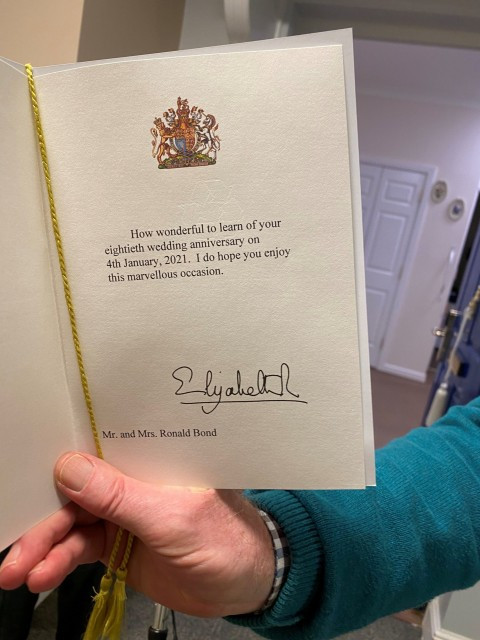 How wonderful to learn of your
eightieth wedding anniversary on
4th January, 2021. I do hope you enjoy
this marvellous occasion.
Elizabeth R
Mr. and Mrs. Ronald Bond